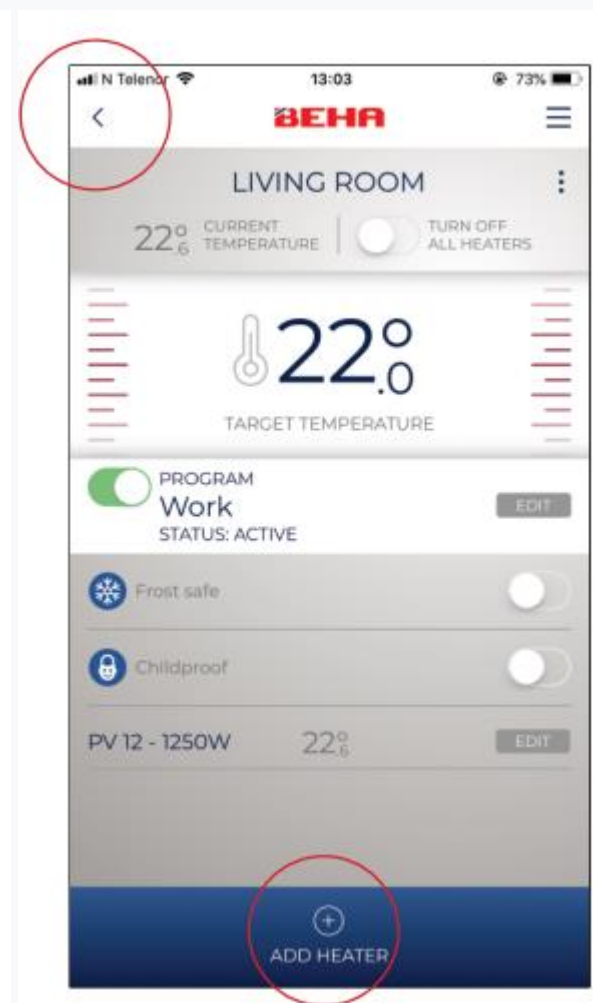 N Telenor 13:03 73%
BEHA
LIVING ROOM
22°.6 CURRENT TEMPERATURE TURN OFF ALL HEATERS
22°.0
TARGET TEMPERATURE
PROGRAM
Work EDIT
STATUS: ACTIVE
Frost safe
Childproof
PV 12 - 1250W 22°.6 EDIT
ADD HEATER